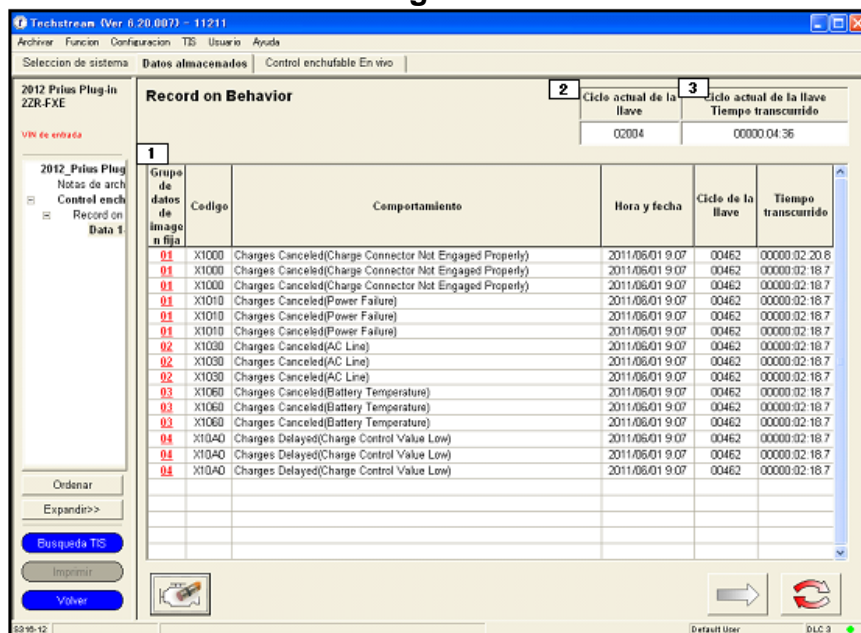 Techstream (Ver 6.20.007) - 11211
Archivar Funcion Configuracion TIS Usuario Ayuda
Seleccion de sistema Datos almacenados Control enchufable En vivo
2012 Prius Plug-in
2ZR-FXE
VIN de entrada
2012_Prius Plug
Notas de arch
Control ench
Record on
Data 1
Ordenar
Expandir>>
Busqueda TIS
Imprimir
Volver
Record on Behavior
2
Ciclo actual de la llave
02004
3
Ciclo actual de la llave
Tiempo transcurrido
00000:04:36
1
Grupo de datos de image n fija Codigo Comportamiento Hora y fecha Ciclo de la llave Tiempo transcurrido
01 X1000 Charges Canceled(Charge Connector Not Engaged Properly) 2011/06/01 9:07 00462 00000:02:20.8
01 X1000 Charges Canceled(Charge Connector Not Engaged Properly) 2011/06/01 9:07 00462 00000:02:18.7
01 X1000 Charges Canceled(Charge Connector Not Engaged Properly) 2011/06/01 9:07 00462 00000:02:18.7
01 X1010 Charges Canceled(Power Failure) 2011/06/01 9:07 00462 00000:02:18.7
01 X1010 Charges Canceled(Power Failure) 2011/06/01 9:07 00462 00000:02:18.7
01 X1010 Charges Canceled(Power Failure) 2011/06/01 9:07 00462 00000:02:18.7
02 X1030 Charges Canceled(AC Line) 2011/06/01 9:07 00462 00000:02:18.7
02 X1030 Charges Canceled(AC Line) 2011/06/01 9:07 00462 00000:02:18.7
02 X1030 Charges Canceled(AC Line) 2011/06/01 9:07 00462 00000:02:18.7
03 X1060 Charges Canceled(Battery Temperature) 2011/06/01 9:07 00462 00000:02:18.7
03 X1060 Charges Canceled(Battery Temperature) 2011/06/01 9:07 00462 00000:02:18.7
03 X1060 Charges Canceled(Battery Temperature) 2011/06/01 9:07 00462 00000:02:18.7
04 X10A0 Charges Delayed(Charge Control Value Low) 2011/06/01 9:07 00462 00000:02:18.7
04 X10A0 Charges Delayed(Charge Control Value Low) 2011/06/01 9:07 00462 00000:02:18.7
04 X10A0 Charges Delayed(Charge Control Value Low) 2011/06/01 9:07 00462 00000:02:18.7
S316-12 Default User DLC 3